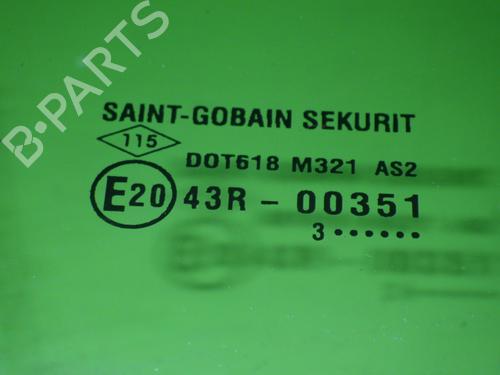 B-PARTS
SAINT-GOBAIN SEKURIT
115
DOT618 M321 AS2
E20 43R - 00351
3••••••